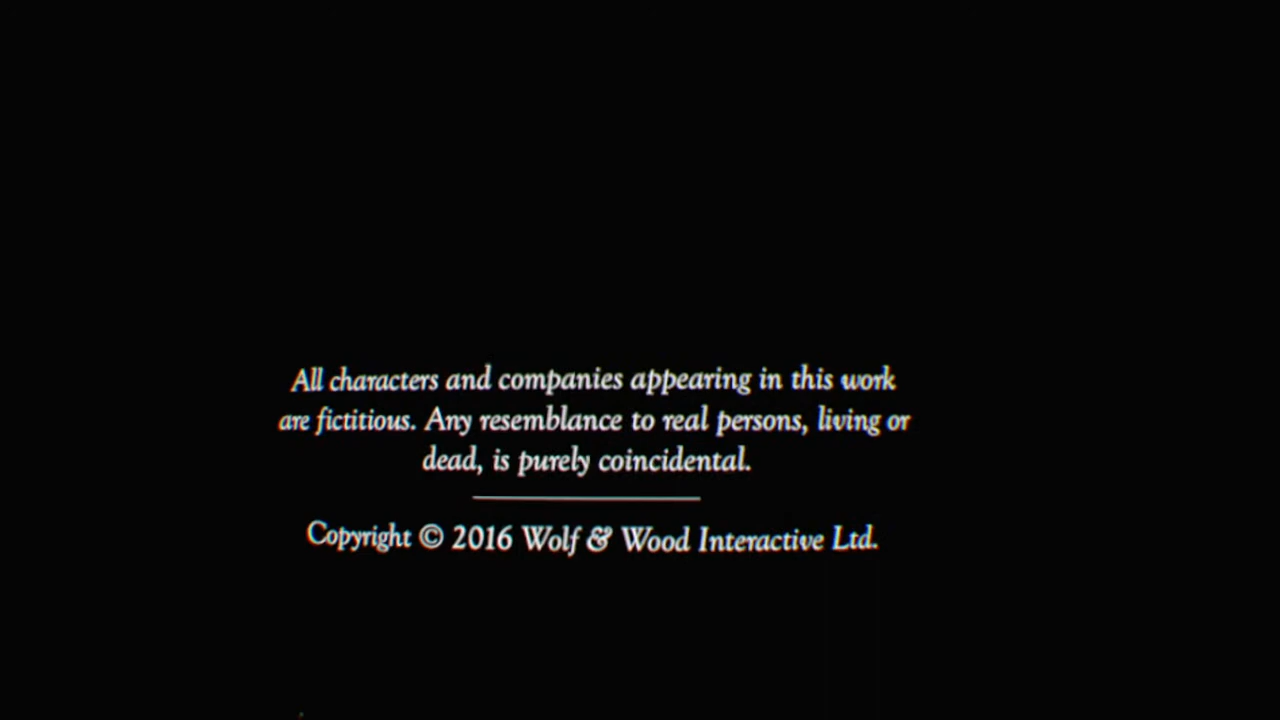 All characters and companies appearing in this work
are fictitious. Any resemblance to real persons, living or
dead, is purely coincidental.
Copyright © 2016 Wolf & Wood Interactive Ltd.